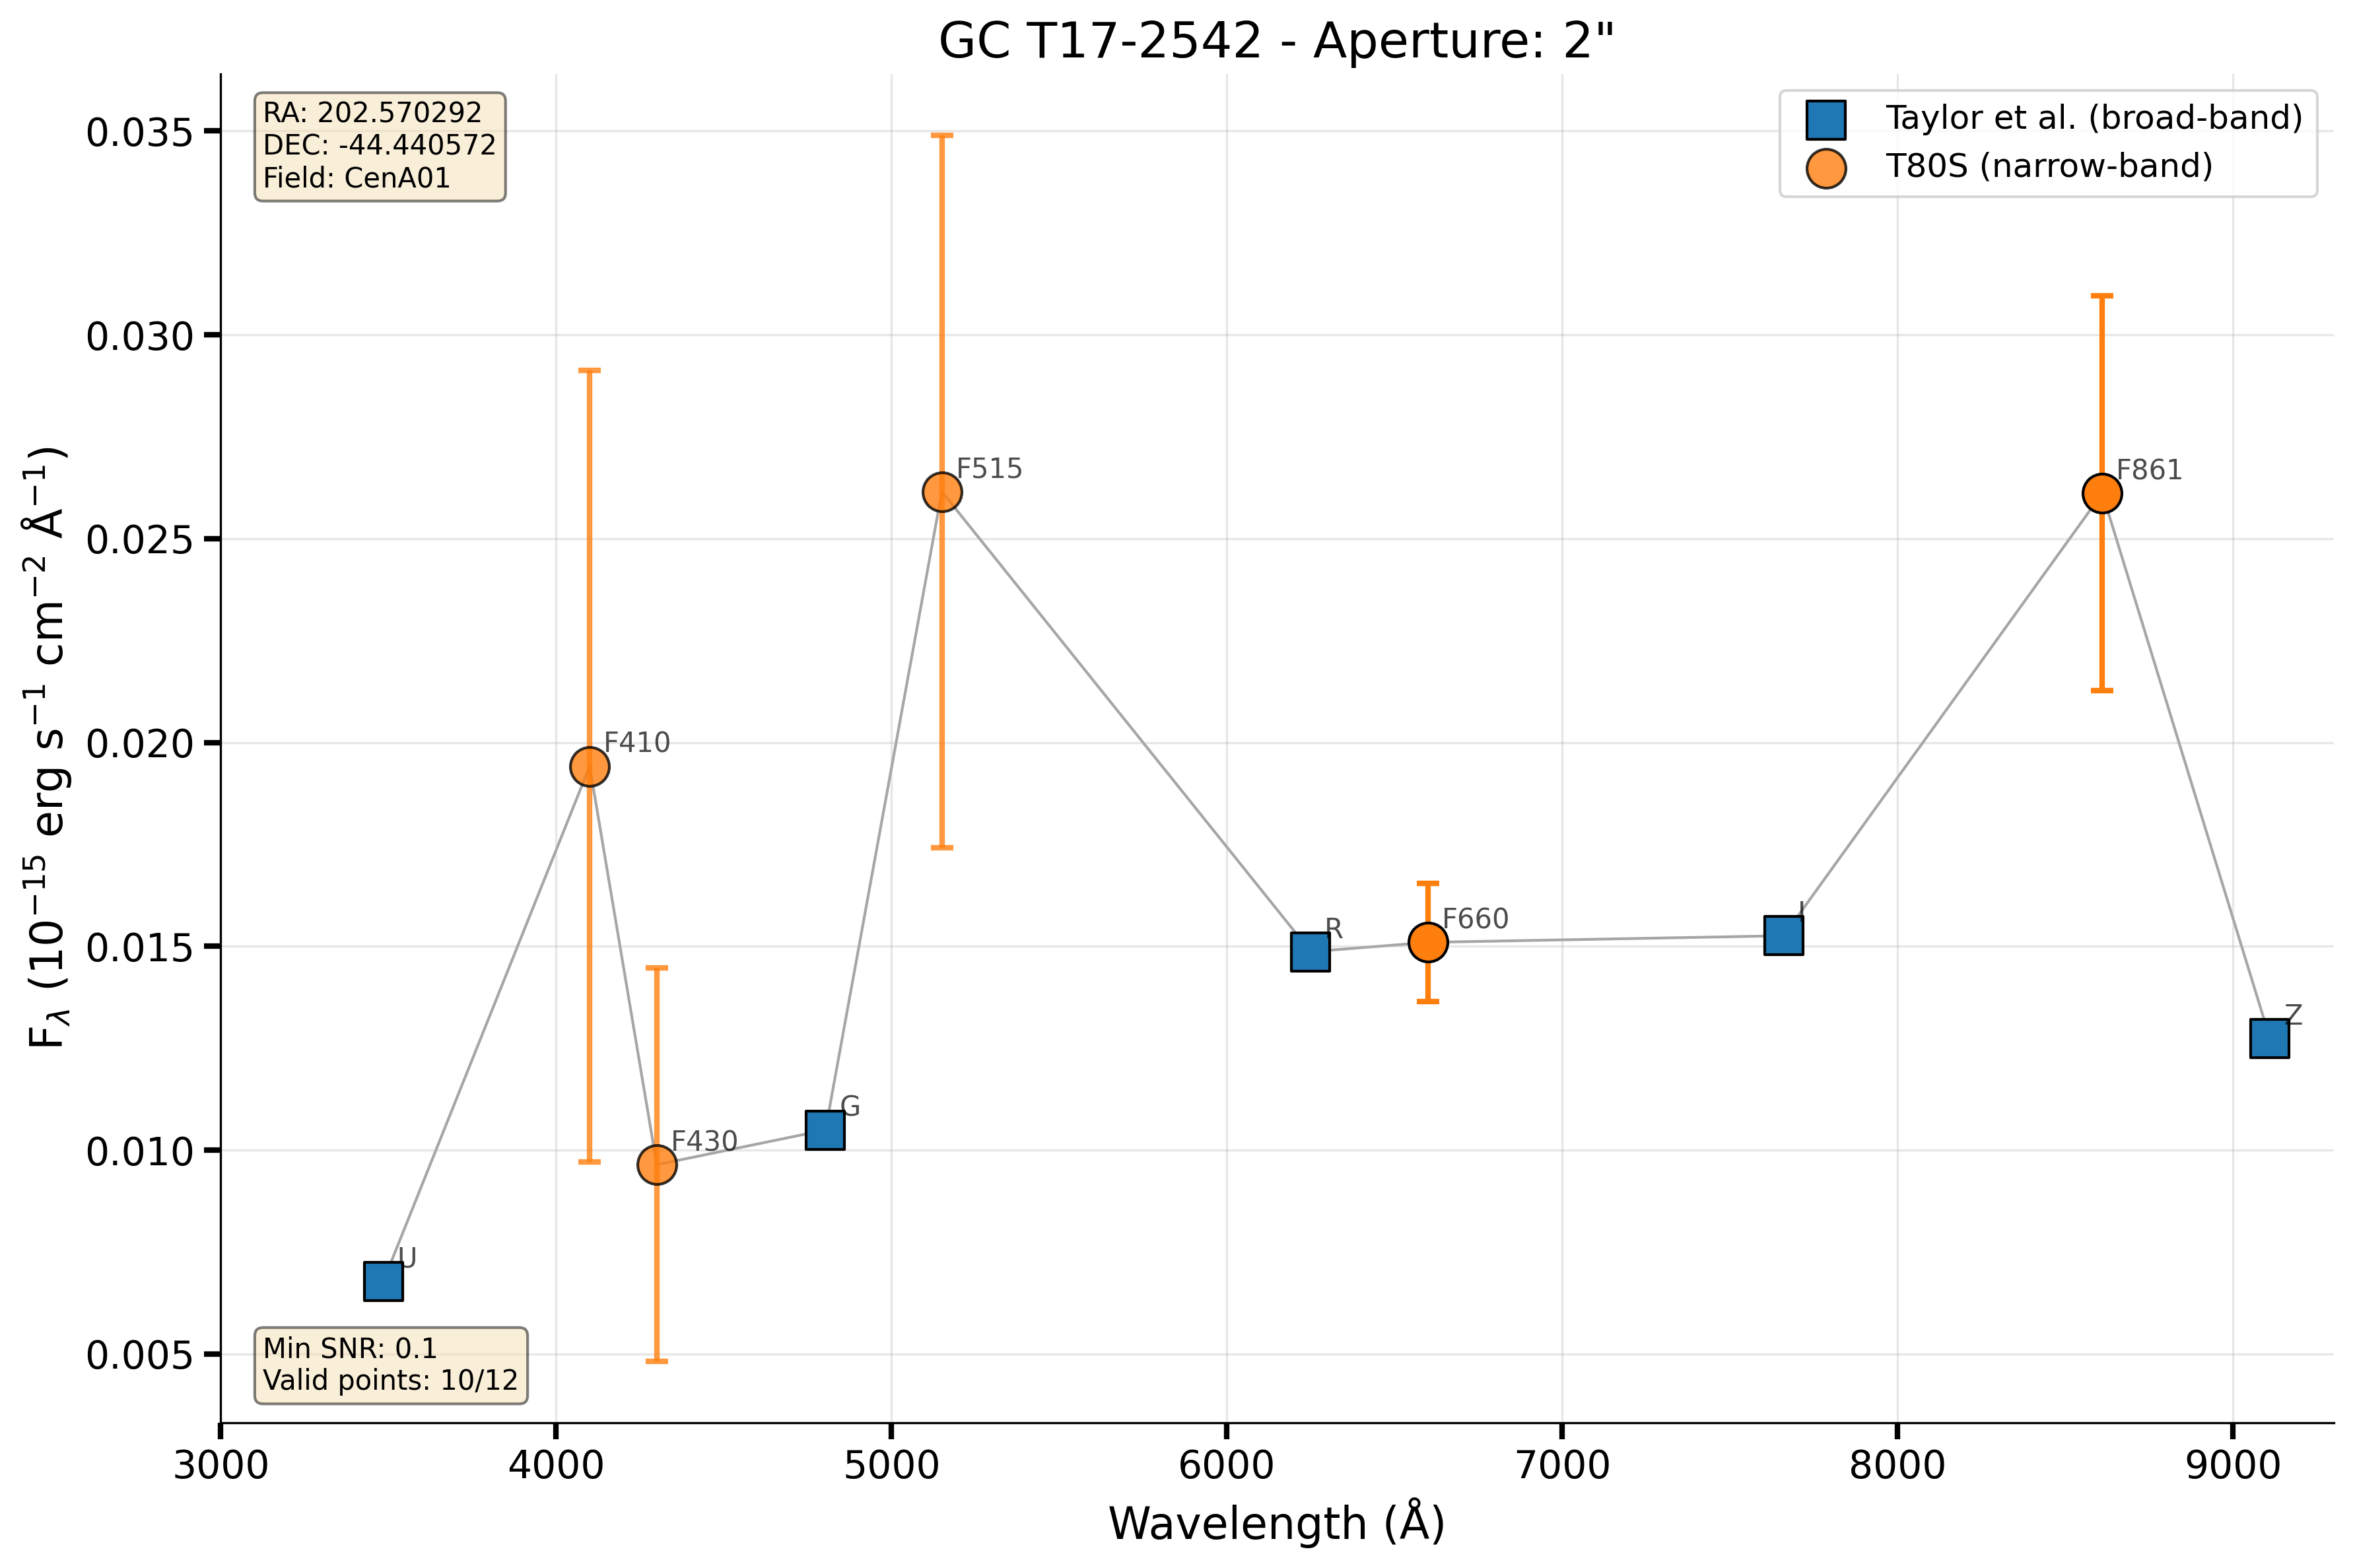 GC T17-2542 - Aperture: 2"
RA: 202.570292
DEC: -44.440572
Field: CenA01
Taylor et al. (broad-band)
T80S (narrow-band)
0.035
0.030
0.025
0.020
0.015
0.010
0.005
F515
F861
F410
R
F660
I
Z
G
F430
U
Min SNR: 0.1
Valid points: 10/12
3000 4000 5000 6000 7000 8000 9000
Wavelength (Å)
Fλ (10⁻¹⁵ erg s⁻¹ cm⁻² Å⁻¹)